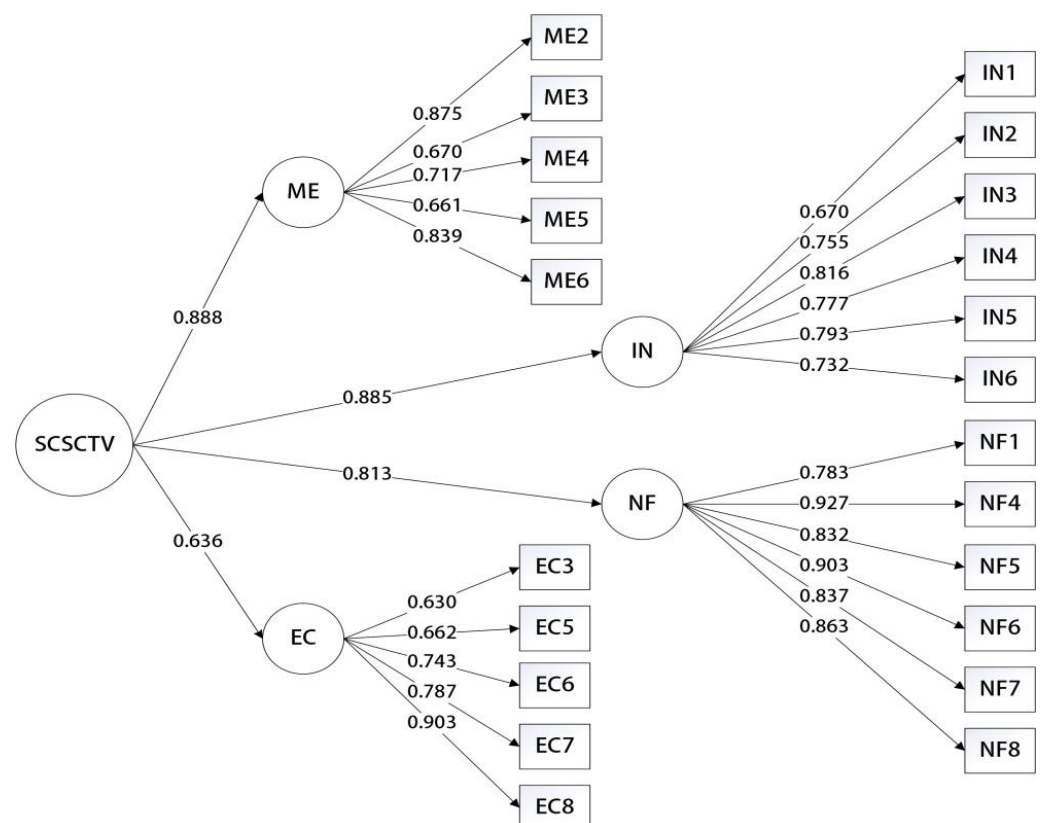 ME2
ME3
ME4
ME5
ME6
0.875
0.670
0.717
0.661
0.839
ME
0.888
IN1
IN2
IN3
IN4
IN5
IN6
0.670
0.755
0.816
0.777
0.793
0.732
IN
0.885
SCSCTV
0.813
NF
NF1
NF4
NF5
NF6
NF7
NF8
0.783
0.927
0.832
0.903
0.837
0.863
0.636
EC
EC3
EC5
EC6
EC7
EC8
0.630
0.662
0.743
0.787
0.903